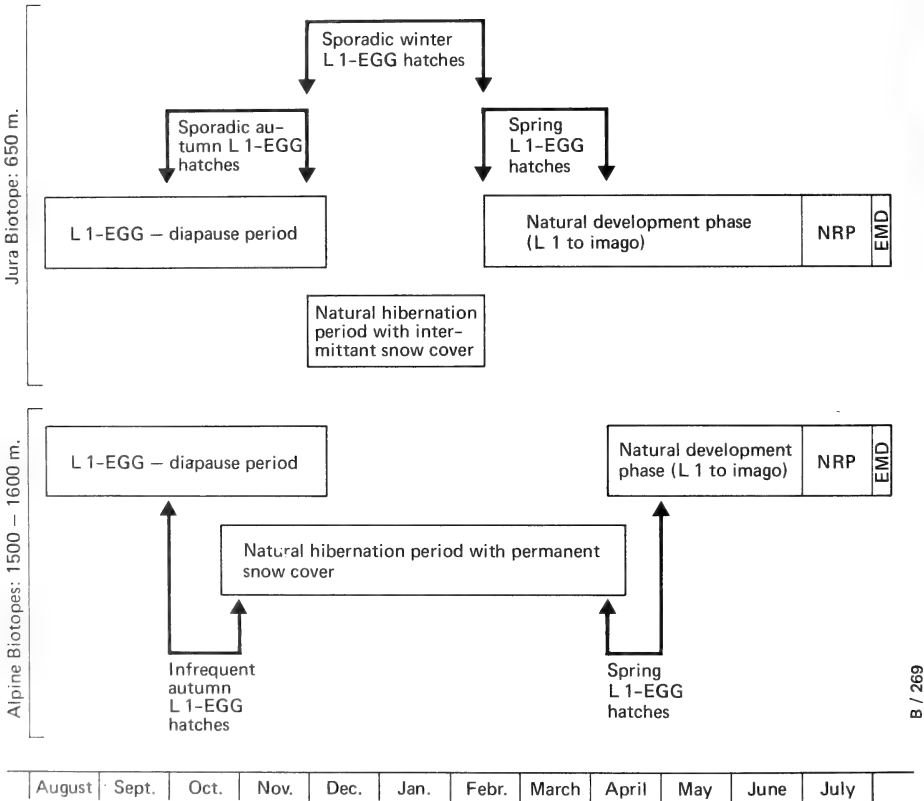 Jura Biotope: 650 m.
Sporadic winter
L 1–EGG hatches
Sporadic au–
tumn L 1–EGG
hatches
Spring
L 1–EGG
hatches
L 1-EGG – diapause period
Natural development phase
(L 1 to imago)
NRP
EMD
Natural hibernation
period with inter–
mittant snow cover
Alpine Biotopes: 1500 – 1600 m.
L 1-EGG – diapause period
Natural development
phase (L 1 to imago)
NRP
EMD
Natural hibernation period with permanent
snow cover
Infrequent
autumn
L 1–EGG
hatches
Spring
L 1–EGG
hatches
B / 269
August Sept. Oct. Nov. Dec. Jan. Febr. March April May June July